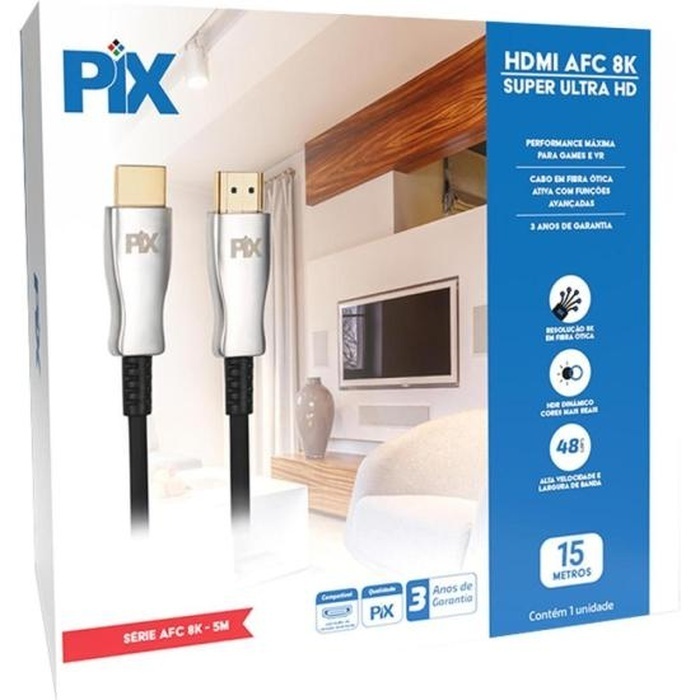 PIX
HDMI AFC 8K
SUPER ULTRA HD
PERFORMANCE MÁXIMA
PARA GAMES E VR
CABO EM FIBRA ÓTICA
ATIVA COM FUNÇÕES
AVANÇADAS
3 ANOS DE GARANTIA
PIX
PIX
RESOLUÇÃO 8K
EM FIBRA ÓTICA
HDR DINÂMICO
CORES MAIS REAIS
48
ALTA VELOCIDADE E
LARGURA DE BANDA
15
METROS
Contém 1 unidade
Compatível
Qualidade
PIX
3 Anos de
Garantia
SÉRIE AFC 8K - 5M
PIX